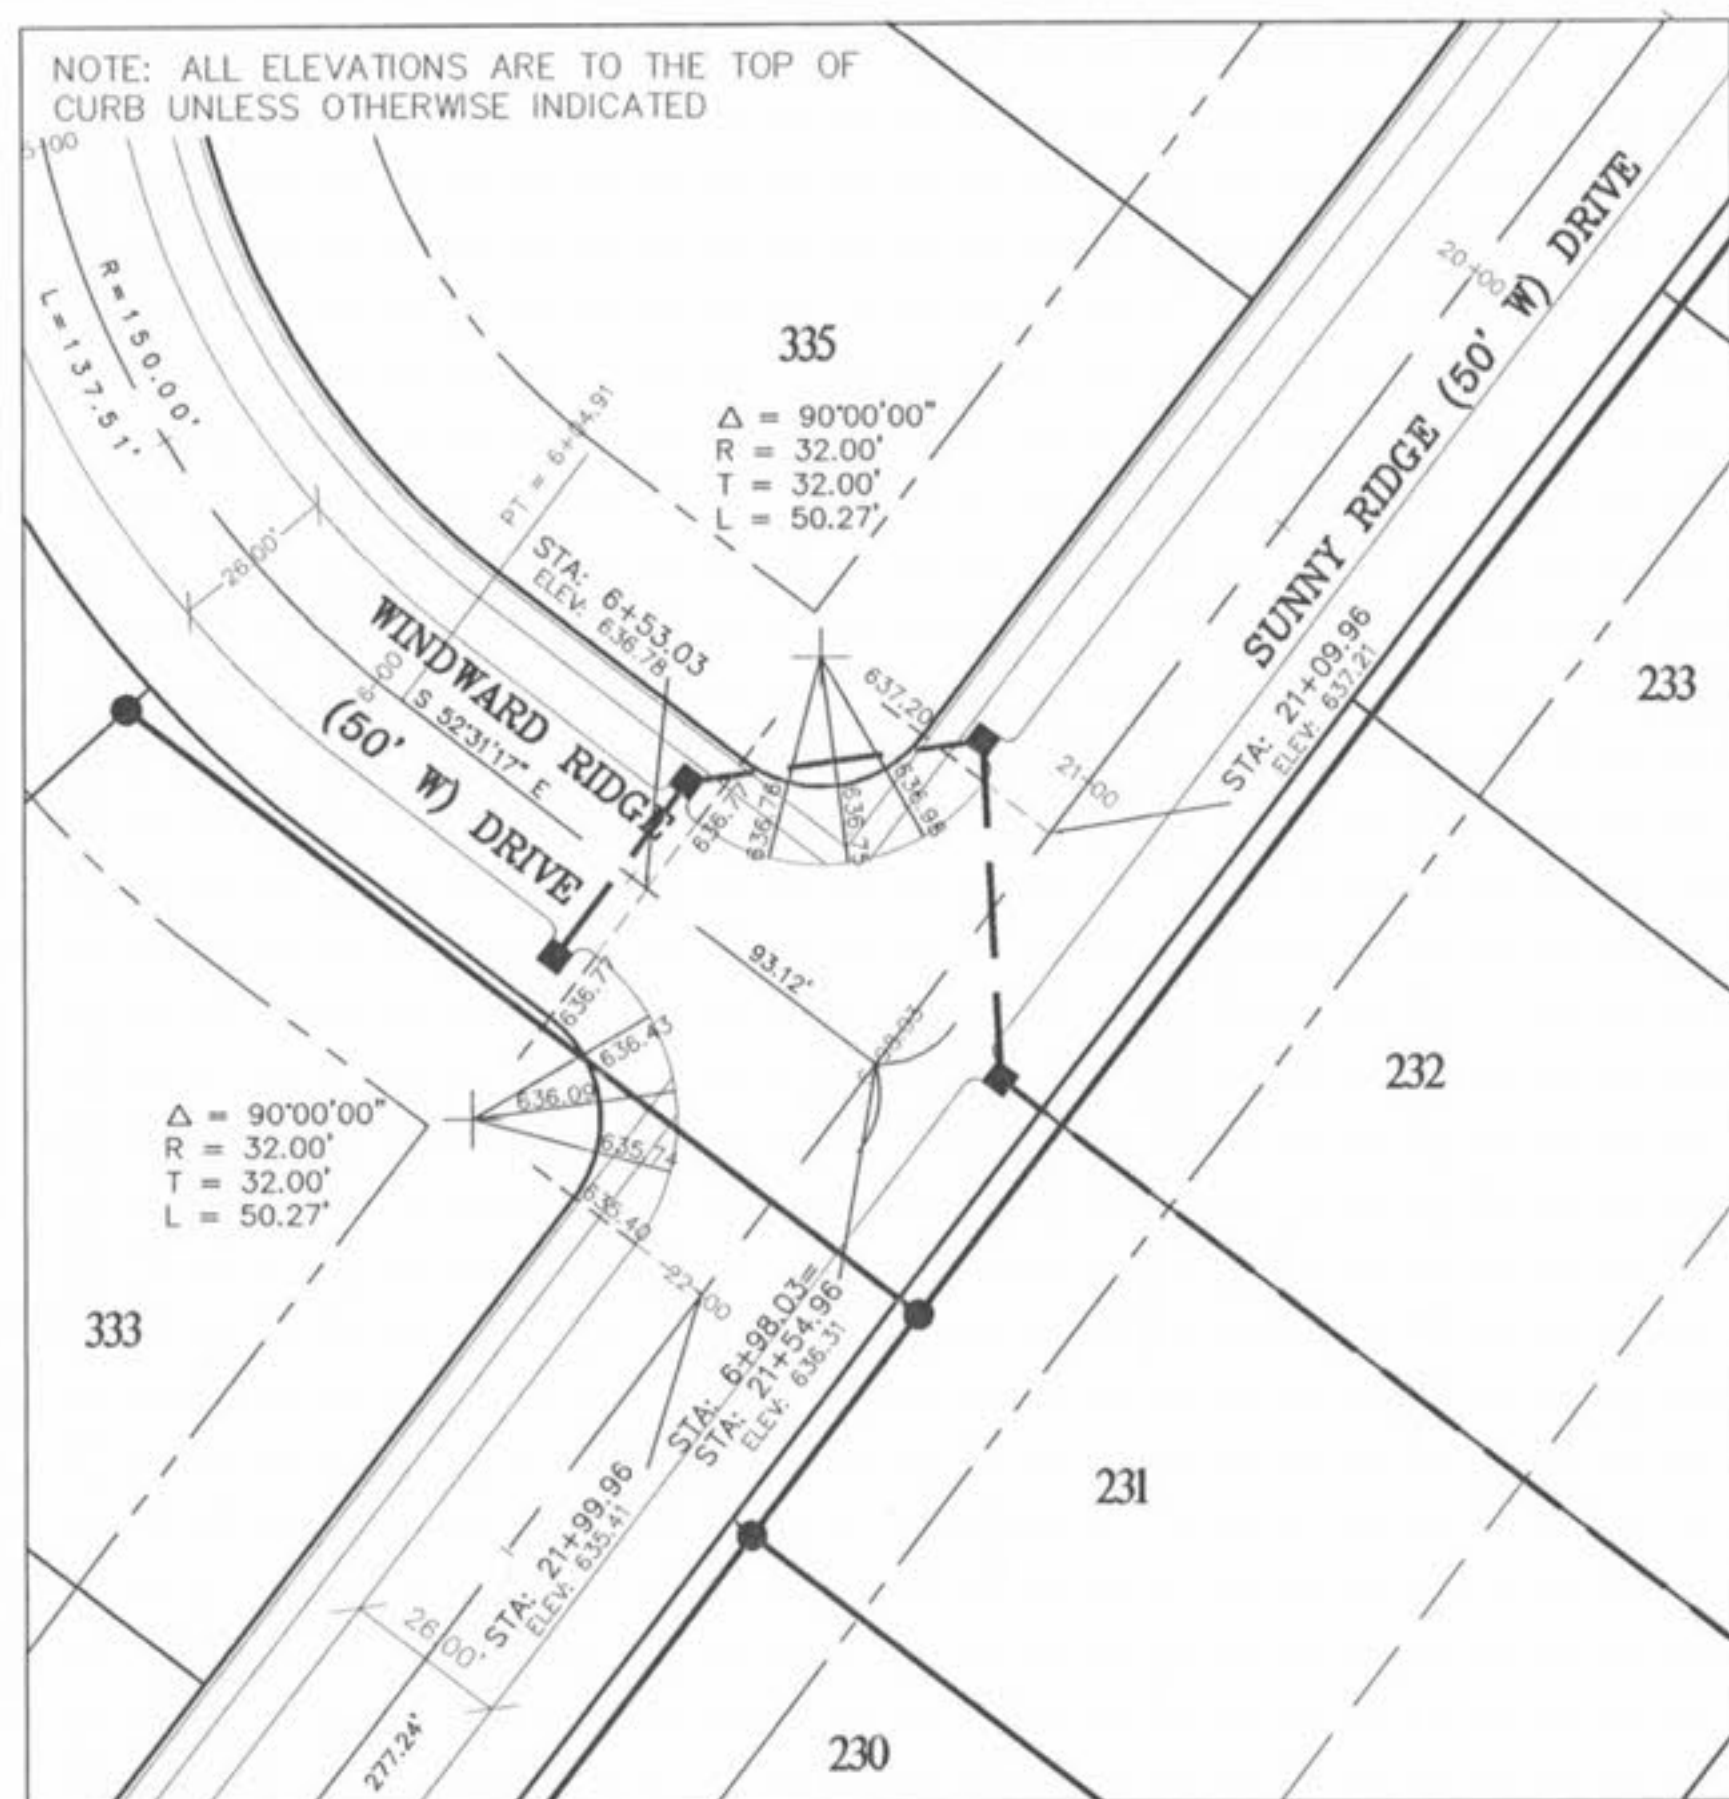 NOTE: ALL ELEVATIONS ARE TO THE TOP OF
CURB UNLESS OTHERWISE INDICATED
5+00
R=150.00'
L=137.51'
335
Δ = 90°00'00"
R = 32.00'
T = 32.00'
L = 50.27'
PT = 6+04.91
STA: 6+53.03
ELEV: 636.78
26.00'
WINDWARD RIDGE
(50' W) DRIVE
6+00
S 52°31'17" E
20+00
SUNNY RIDGE (50' W) DRIVE
STA: 21+09.96
ELEV: 637.21
233
637.20
21+00
636.77
636.76
636.75
636.98
93.12'
636.77
636.43
636.09
635.74
635.40
232
Δ = 90°00'00"
R = 32.00'
T = 32.00'
L = 50.27'
333
22+00
STA: 6+98.03=
STA: 21+54.96
ELEV: 636.31
STA: 21+99.96
ELEV: 635.41
231
26.00'
277.24'
230